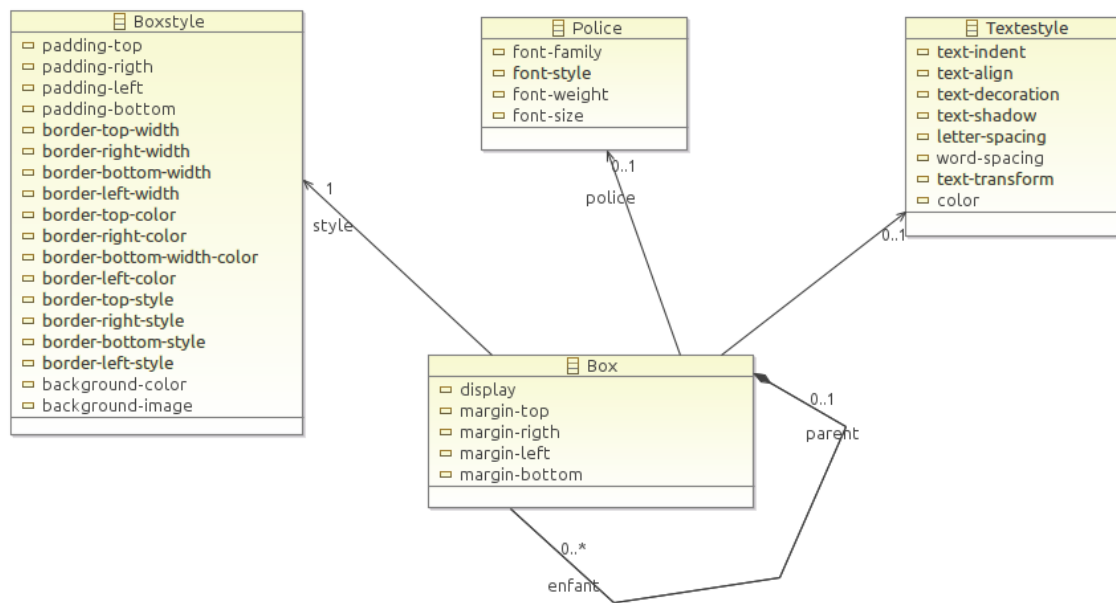 Boxstyle
padding-top
padding-rigth
padding-left
padding-bottom
border-top-width
border-right-width
border-bottom-width
border-left-width
border-top-color
border-right-color
border-bottom-width-color
border-left-color
border-top-style
border-right-style
border-bottom-style
border-left-style
background-color
background-image
Police
font-family
font-style
font-weight
font-size
Textestyle
text-indent
text-align
text-decoration
text-shadow
letter-spacing
word-spacing
text-transform
color
1
style
0..1
police
0..1
Box
display
margin-top
margin-rigth
margin-left
margin-bottom
0..1
parent
0..*
enfant